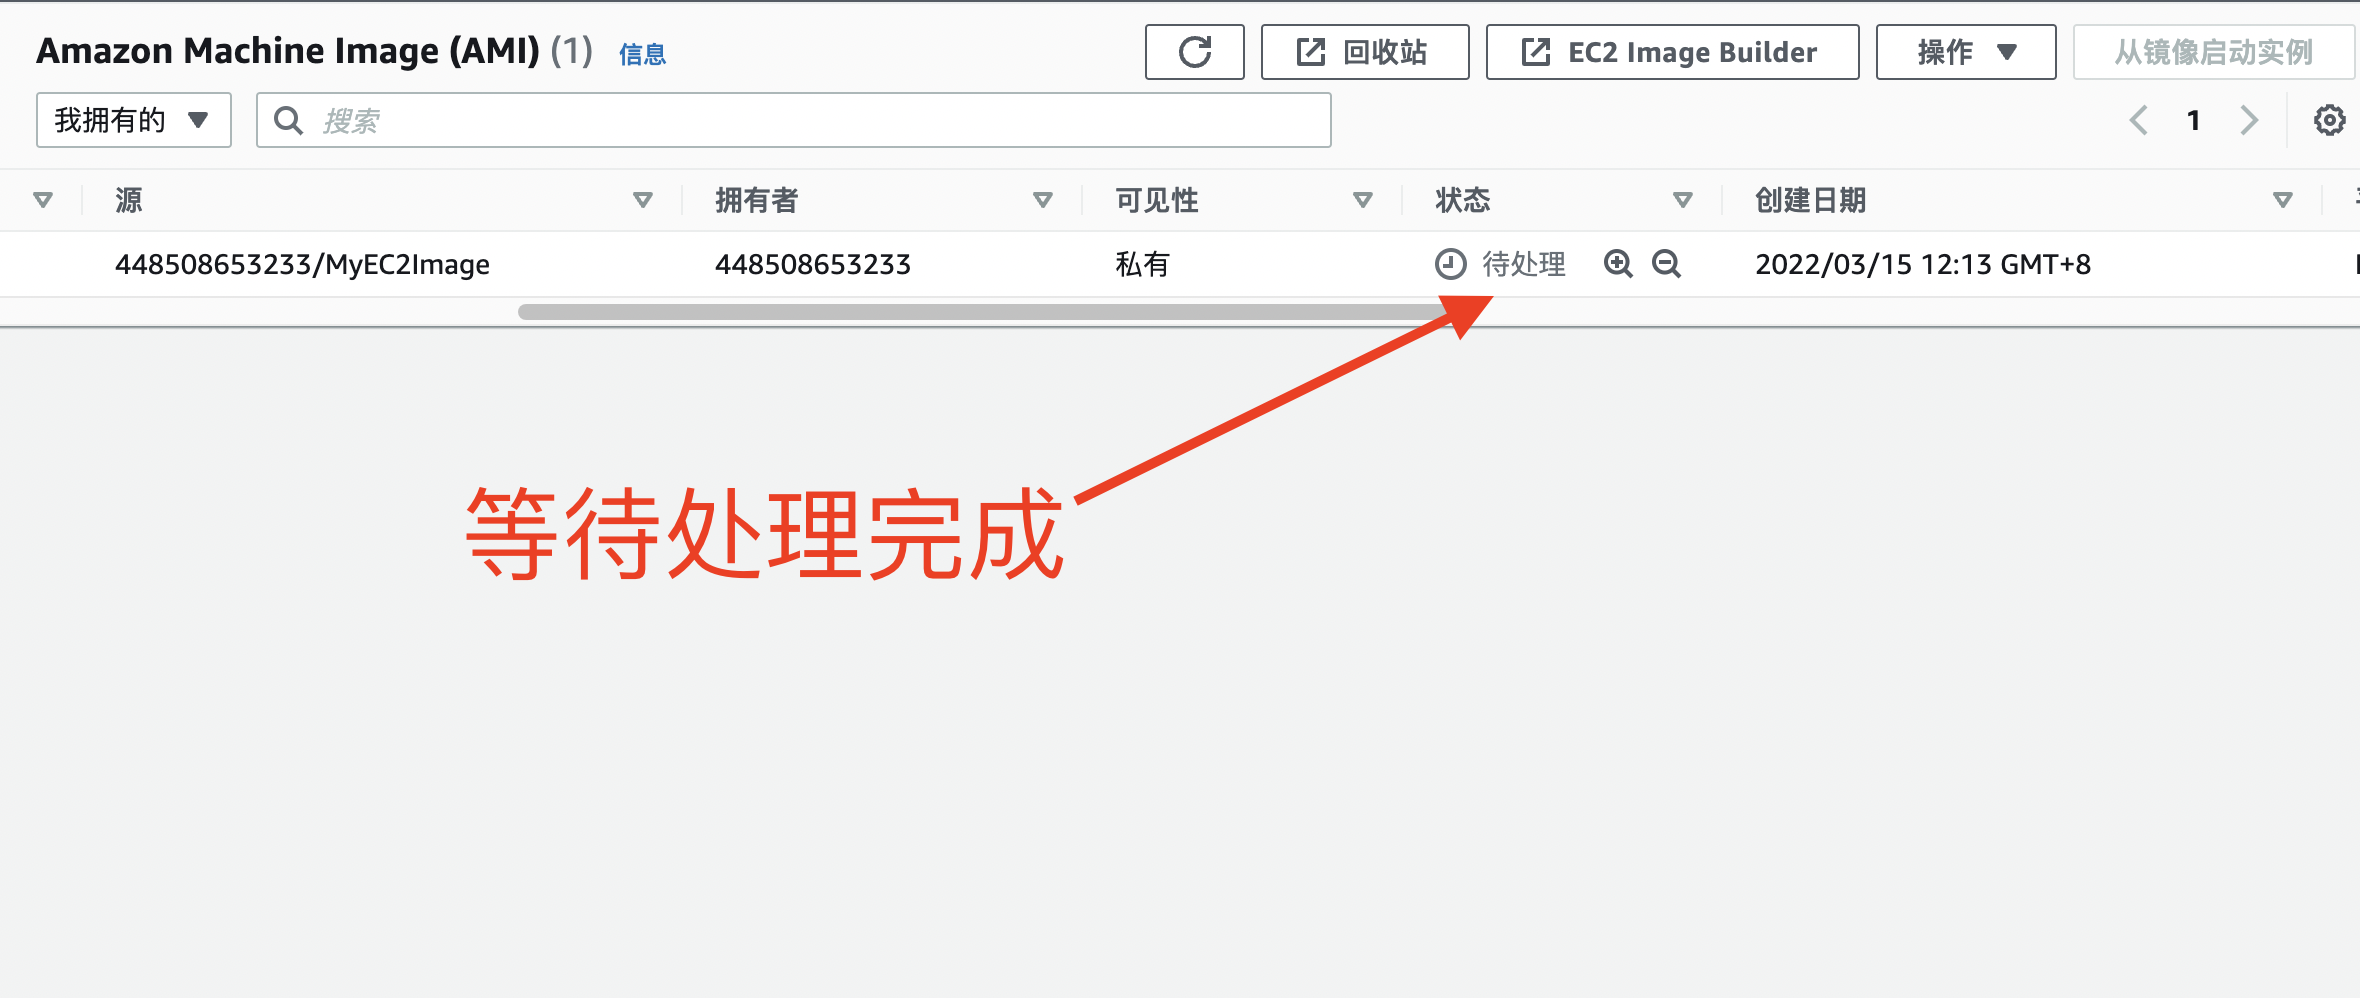 Amazon Machine Image (AMI) (1) 信息
回收站
EC2 Image Builder
操作
从镜像启动实例
我拥有的
搜索
1
源 拥有者 可见性 状态 创建日期
448508653233/MyEC2Image 448508653233 私有 待处理 2022/03/15 12:13 GMT+8
等待处理完成